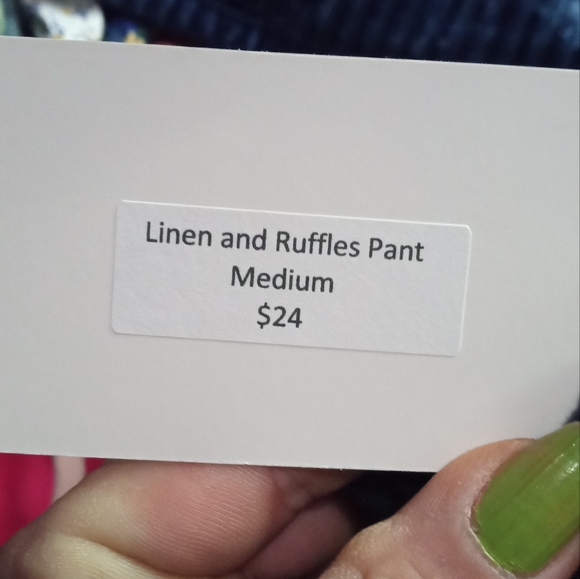 Linen and Ruffles Pant
Medium
$24